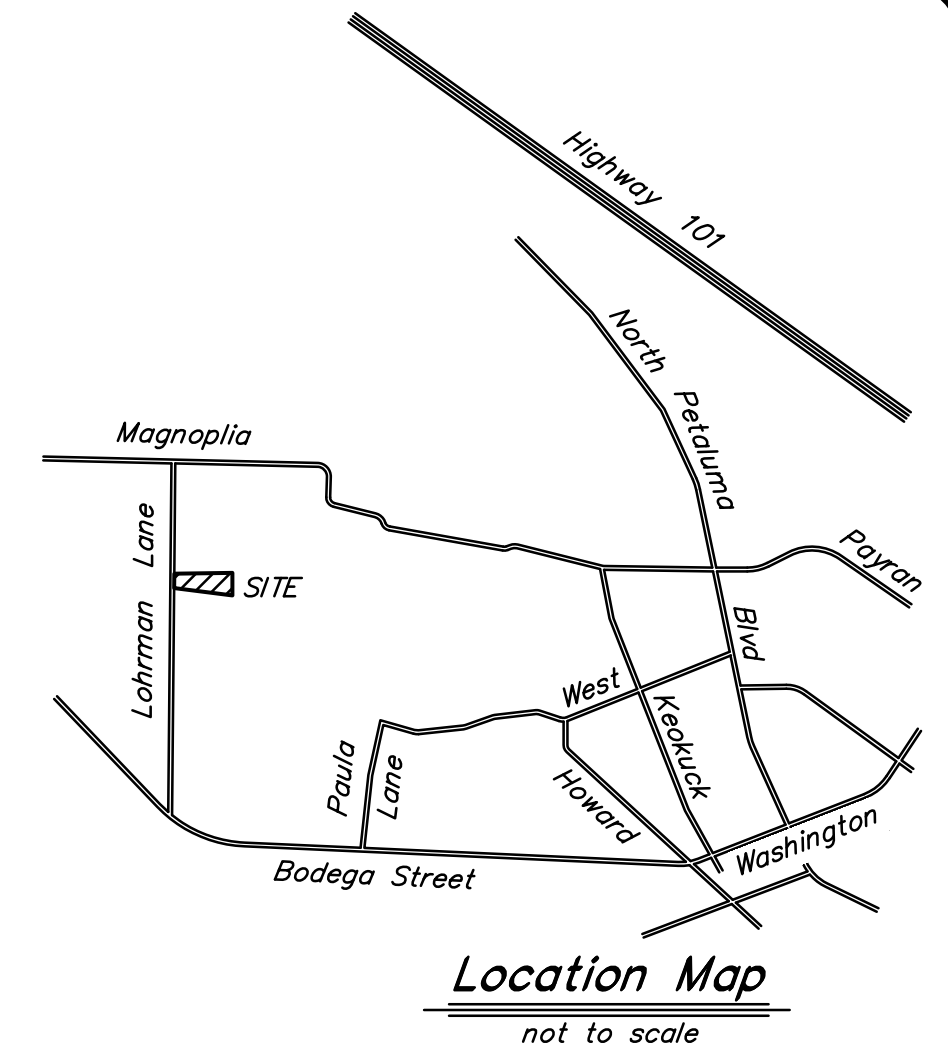 Highway 101
North Petaluma Blvd
Magnoplia
Lohrman Lane
SITE
Payran
West
Keokuck
Paula
Lane
Howard
Washington
Bodega Street
Location Map
not to scale